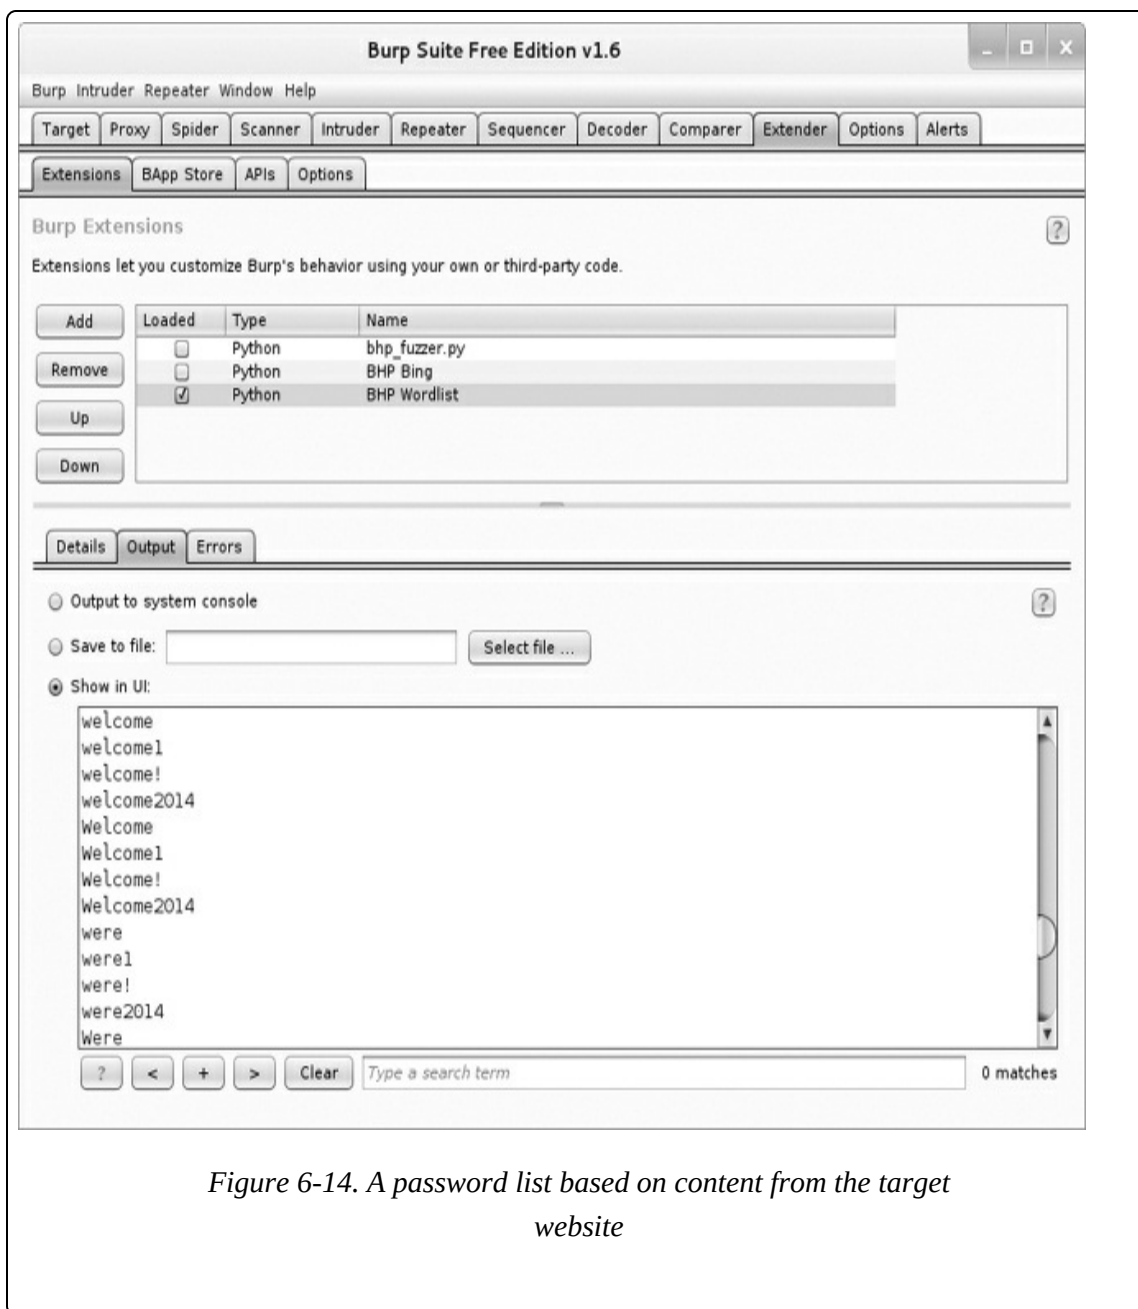 Burp Suite Free Edition v1.6
Burp Intruder Repeater Window Help
Target Proxy Spider Scanner Intruder Repeater Sequencer Decoder Comparer Extender Options Alerts
Extensions BApp Store APIs Options
Burp Extensions
?
Extensions let you customize Burp's behavior using your own or third-party code.
Add
Remove
Up
Down
Loaded Type Name
Python bhp_fuzzer.py
Python BHP Bing
Python BHP Wordlist
Details Output Errors
Output to system console
?
Save to file: Select file ...
Show in UI:
welcome
welcome1
welcome!
welcome2014
Welcome
Welcome1
Welcome!
Welcome2014
were
were1
were!
were2014
Were
? < + > Clear Type a search term 0 matches
Figure 6-14. A password list based on content from the target
website